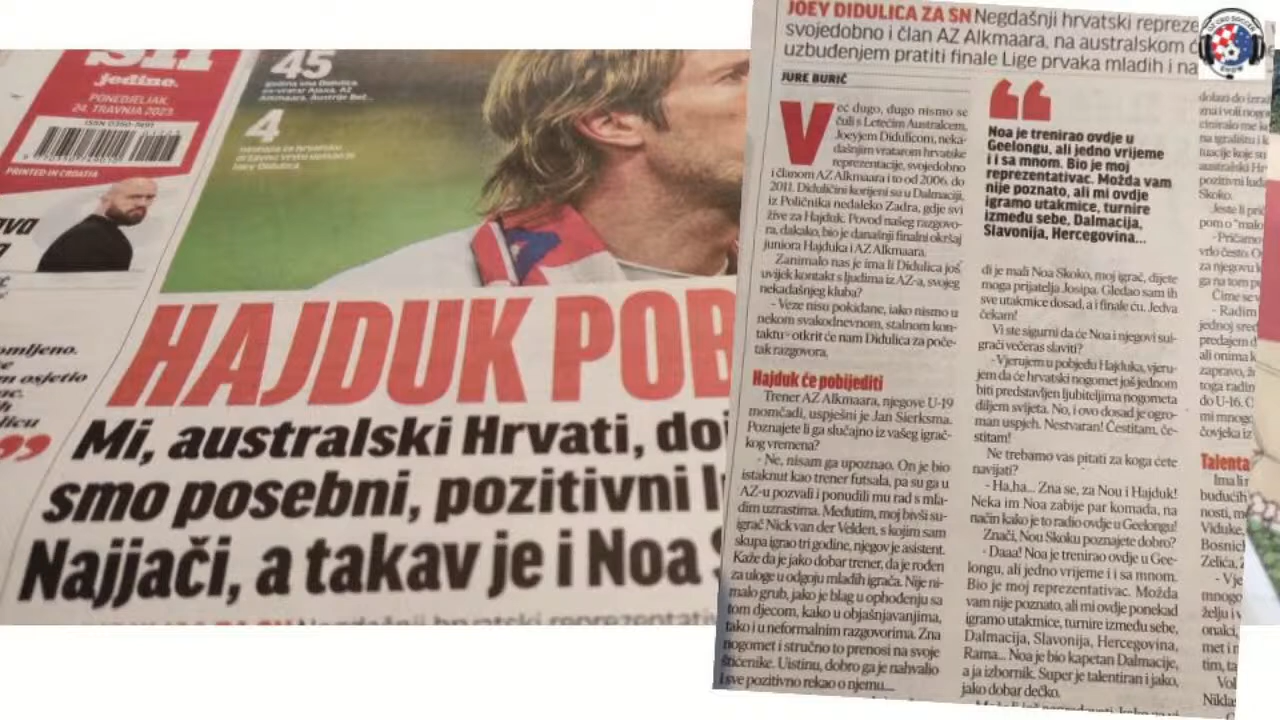 sn
jedino.
PONEDJELJAK,
24. TRAVNJA 2023.
PRINTED IN CROATIA
45
4
HAJDUK POB
Mi, australski Hrvati, doi
smo posebni, pozitivni l
Najjači, a takav je i Noa
omljeno.
osjetio
JOEY DIDULICA ZA SN Negdašnji hrvatski repreze
svojedobno i član AZ Alkmaara, na australskom
uzbuđenjem pratiti finale Lige prvaka mladih i na
JURE BURIĆ
Već dugo, dugo nismo se
čuli s Letećim Australcem,
Joeyjem Didulicom, neka-
dašnjim vratarom hrvatske
reprezentacije, svojedobno
i članom AZ Alkmaara i to od 2006. do
2011. Diduličini korijeni su u Dalmaciji,
iz Poličnika nedaleko Zadra, gdje svi
žive za Hajduk. Povod našeg razgovo-
ra, dakako, bio je današnji finalni okršaj
juniora Hajduka i AZ Alkmaara.
Zanimalo nas je ima li Didulica još
uvijek kontakt s ljudima iz AZ-a, svojeg
nekadašnjeg kluba?
- Veze nisu pokidane, iako nismo u
nekom svakodnevnom, stalnom kon-
taktu - otkrit će nam Didulica za poče-
tak razgovora.
Hajduk će pobijediti
Trener AZ Alkmaara, njegove U-19
momčadi, uspješni je Jan Sierksma.
Poznajete li ga slučajno iz vašeg igrač-
kog vremena?
- Ne, nisam ga upoznao. On je bio
istaknut kao trener futsala, pa su ga u
AZ-u pozvali i ponudili mu rad s mla-
đim uzrastima. Međutim, moj bivši su-
igrač Nick van der Velden, s kojim sam
skupa igrao tri godine, njegov je asistent.
Kaže da je jako dobar trener, da je rođen
za uloge u odgoju mladih igrača. Nije ni-
malo grub, jako je blag u ophođenju sa
tom djecom, kako u objašnjavanjima,
tako i u neformalnim razgovorima. Zna
nogomet i stručno to prenosi na svoje
štićenike. Uistinu, dobro ga je nahvalio
i sve pozitivno rekao o njemu...
Noa je trenirao ovdje u
Geelongu, ali jedno vrijeme
i i sa mnom. Bio je moj
reprezentativac. Možda vam
nije poznato, ali mi ovdje
igramo utakmice, turnire
između sebe, Dalmacija,
Slavonija, Hercegovina...
di je mali Noa Skoko, moj igrač, dijete
moga prijatelja Josipa. Gledao sam ih
sve utakmice dosad, a i finale ću. Jedva
čekam!
Vi ste sigurni da će Noa i njegovi sui-
grači večeras slaviti?
- Vjerujem u pobjedu Hajduka, vjeru-
jem da će hrvatski nogomet još jednom
biti predstavljen ljubiteljima nogometa
diljem svijeta. No, i ovo dosad je ogro-
man uspjeh. Nestvaran! Čestitam, če-
stitam!
Ne trebamo vas pitati za koga ćete
navijati?
- Ha,ha... Zna se, za Nou i Hajduk!
Neka im Noa zabije par komada, na
način kako je to radio ovdje u Geelongu!
Znači, Nou Skoku poznajete dobro?
- Daaa! Noa je trenirao ovdje u Gee-
longu, ali jedno vrijeme i i sa mnom.
Bio je moj reprezentativac. Možda
vam nije poznato, ali mi ovdje ponekad
igramo utakmice, turnire između sebe,
Dalmacija, Slavonija, Hercegovina,
Rama... Noa je bio kapetan Dalmacije,
a ja izbornik. Super je talentiran i jako,
jako dobar dečko.
Skoko.
Talenta
Ima li
budućih
Viđuke,
Bosnić
Zelića,
- Vje
mnogo